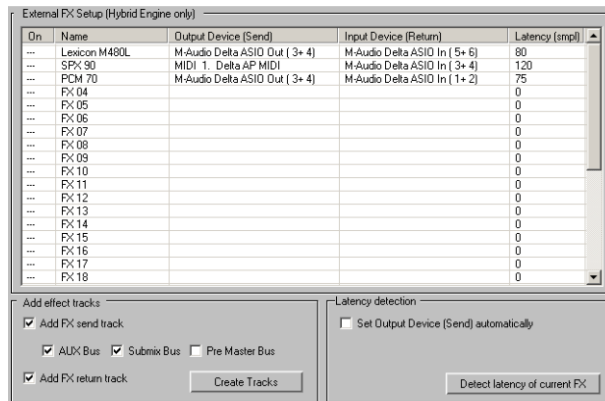 External FX Setup (Hybrid Engine only)
On Name Output Device (Send) Input Device (Return) Latency (smpl)
--- Lexicon M480L M-Audio Delta ASIO Out ( 3+ 4) M-Audio Delta ASIO In ( 5+ 6) 80
--- SPX 90 MIDI 1. Delta AP MIDI M-Audio Delta ASIO In ( 3+ 4) 120
--- PCM 70 M-Audio Delta ASIO Out ( 3+ 4) M-Audio Delta ASIO In ( 1+ 2) 75
--- FX 04 0
--- FX 05 0
--- FX 06 0
--- FX 07 0
--- FX 08 0
--- FX 09 0
--- FX 10 0
--- FX 11 0
--- FX 12 0
--- FX 13 0
--- FX 14 0
--- FX 15 0
--- FX 16 0
--- FX 17 0
--- FX 18 0
Add effect tracks
Add FX send track
AUX Bus Submix Bus Pre Master Bus
Add FX return track Create Tracks
Latency detection
Set Output Device (Send) automatically
Detect latency of current FX